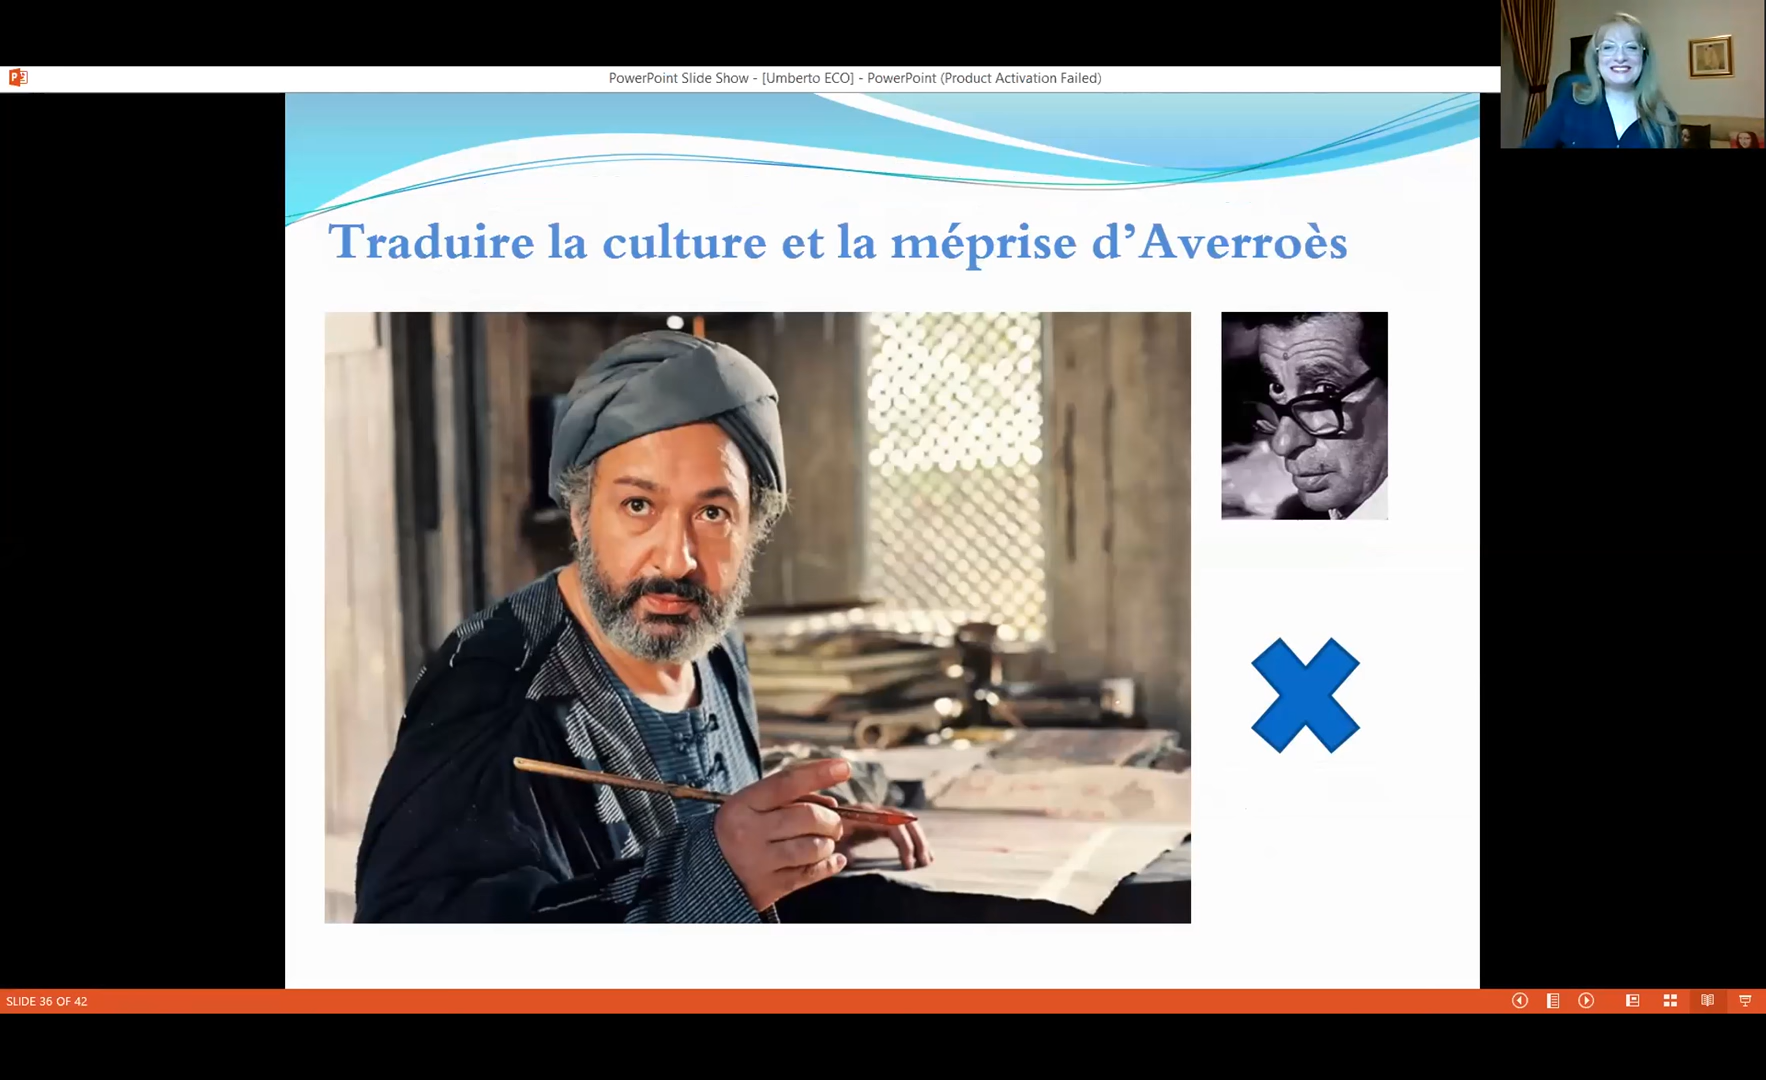 PowerPoint Slide Show - [Umberto ECO] - PowerPoint (Product Activation Failed)
Traduire la culture et la méprise d’Averroès
SLIDE 36 OF 42